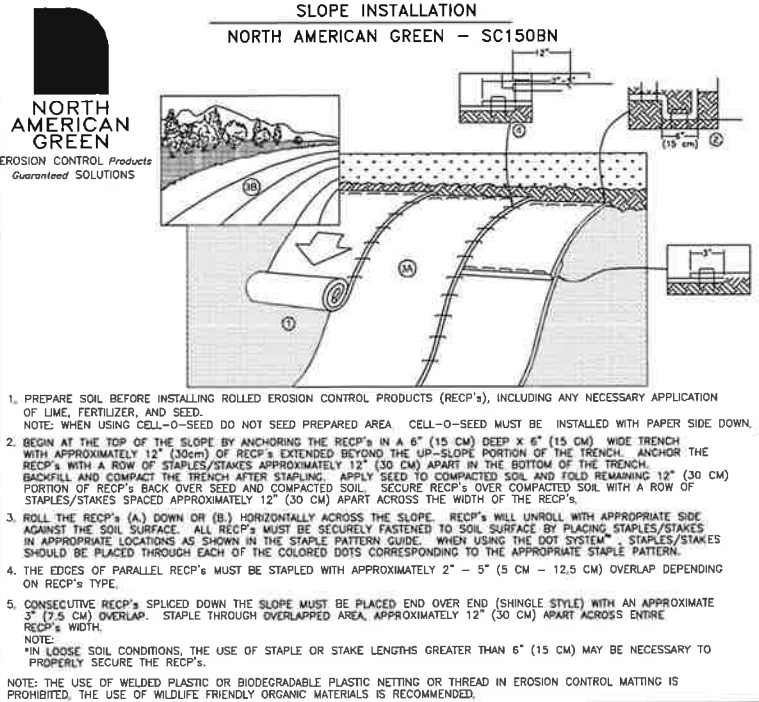 SLOPE INSTALLATION
NORTH AMERICAN GREEN – SC150BN
NORTH
AMERICAN
GREEN
EROSION CONTROL Products
Guaranteed SOLUTIONS
12"
2"-5"
4
6"
(15 cm)
2
3B
3A
3"
1
1. PREPARE SOIL BEFORE INSTALLING ROLLED EROSION CONTROL PRODUCTS (RECP's), INCLUDING ANY NECESSARY APPLICATION
OF LIME, FERTILIZER, AND SEED.
NOTE: WHEN USING CELL-O-SEED DO NOT SEED PREPARED AREA CELL-O-SEED MUST BE INSTALLED WITH PAPER SIDE DOWN.
2. BEGIN AT THE TOP OF THE SLOPE BY ANCHORING THE RECP's IN A 6" (15 CM) DEEP X 6" (15 CM) WIDE TRENCH
WITH APPROXIMATELY 12" (30cm) OF RECP's EXTENDED BEYOND THE UP-SLOPE PORTION OF THE TRENCH. ANCHOR THE
RECP's WITH A ROW OF STAPLES/STAKES APPROXIMATELY 12" (30 CM) APART IN THE BOTTOM OF THE TRENCH.
BACKFILL AND COMPACT THE TRENCH AFTER STAPLING. APPLY SEED TO COMPACTED SOIL AND FOLD REMAINING 12" (30 CM)
PORTION OF RECP's BACK OVER SEED AND COMPACTED SOIL. SECURE RECP's OVER COMPACTED SOIL WITH A ROW OF
STAPLES/STAKES SPACED APPROXIMATELY 12" (30 CM) APART ACROSS THE WIDTH OF THE RECP's.
3. ROLL THE RECP's (A.) DOWN OR (B.) HORIZONTALLY ACROSS THE SLOPE. RECP's WILL UNROLL WITH APPROPRIATE SIDE
AGAINST THE SOIL SURFACE. ALL RECP's MUST BE SECURELY FASTENED TO SOIL SURFACE BY PLACING STAPLES/STAKES
IN APPROPRIATE LOCATIONS AS SHOWN IN THE STAPLE PATTERN GUIDE. WHEN USING THE DOT SYSTEM™, STAPLES/STAKES
SHOULD BE PLACED THROUGH EACH OF THE COLORED DOTS CORRESPONDING TO THE APPROPRIATE STAPLE PATTERN.
4. THE EDGES OF PARALLEL RECP's MUST BE STAPLED WITH APPROXIMATELY 2" – 5" (5 CM – 12.5 CM) OVERLAP DEPENDING
ON RECP's TYPE.
5. CONSECUTIVE RECP's SPLICED DOWN THE SLOPE MUST BE PLACED END OVER END (SHINGLE STYLE) WITH AN APPROXIMATE
3" (7.5 CM) OVERLAP. STAPLE THROUGH OVERLAPPED AREA, APPROXIMATELY 12" (30 CM) APART ACROSS ENTIRE
RECP's WIDTH.
NOTE:
*IN LOOSE SOIL CONDITIONS, THE USE OF STAPLE OR STAKE LENGTHS GREATER THAN 6" (15 CM) MAY BE NECESSARY TO
PROPERLY SECURE THE RECP's.
NOTE: THE USE OF WELDED PLASTIC OR BIODEGRADABLE PLASTIC NETTING OR THREAD IN EROSION CONTROL MATTING IS
PROHIBITED. THE USE OF WILDLIFE FRIENDLY ORGANIC MATERIALS IS RECOMMENDED.